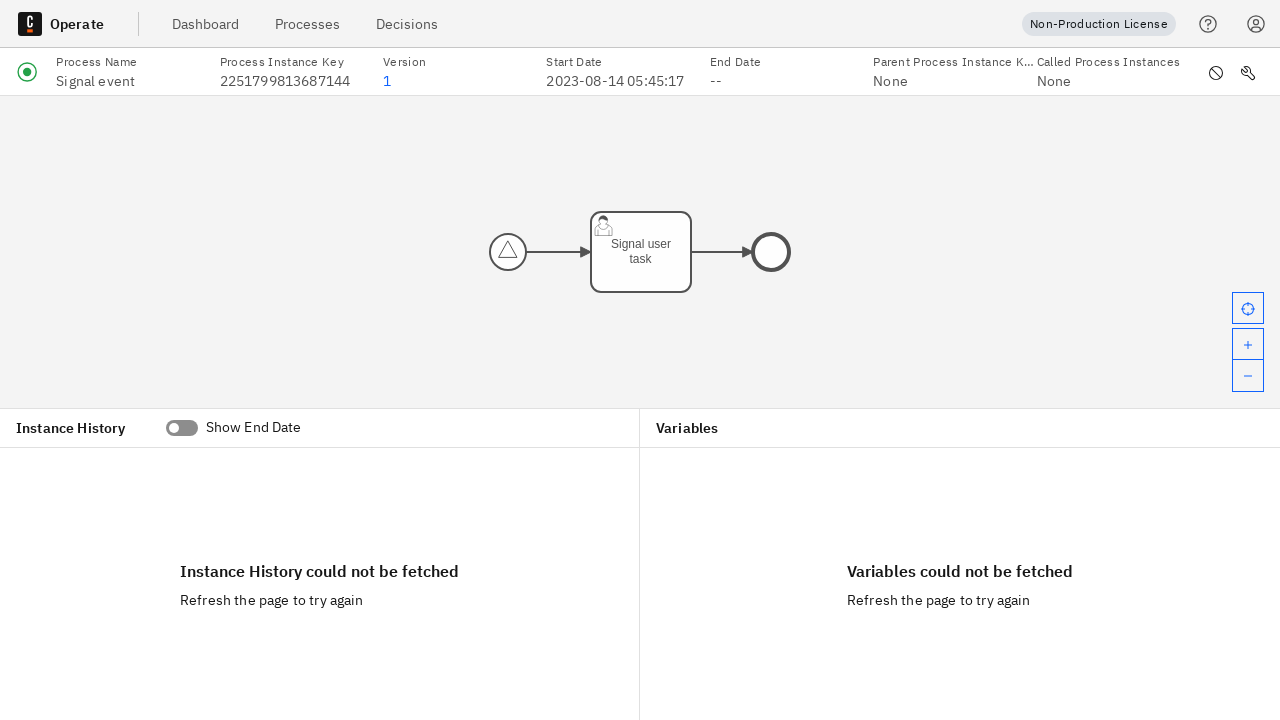 Operate
Dashboard
Processes
Decisions
Non-Production License
Process Name
Signal event
Process Instance Key
2251799813687144
Version
1
Start Date
2023-08-14 05:45:17
End Date
--
Parent Process Instance K...
None
Called Process Instances
None
Signal user
task
Instance History
Show End Date
Variables
Instance History could not be fetched
Refresh the page to try again
Variables could not be fetched
Refresh the page to try again